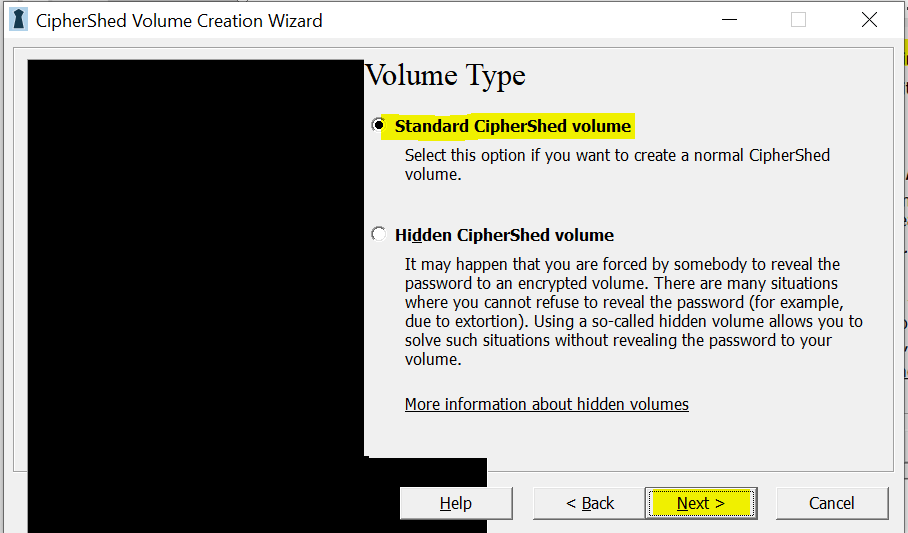 CipherShed Volume Creation Wizard
Volume Type
Standard CipherShed volume
Select this option if you want to create a normal CipherShed
volume.
Hidden CipherShed volume
It may happen that you are forced by somebody to reveal the
password to an encrypted volume. There are many situations
where you cannot refuse to reveal the password (for example,
due to extortion). Using a so-called hidden volume allows you to
solve such situations without revealing the password to your
volume.
More information about hidden volumes
Help
< Back
Next >
Cancel